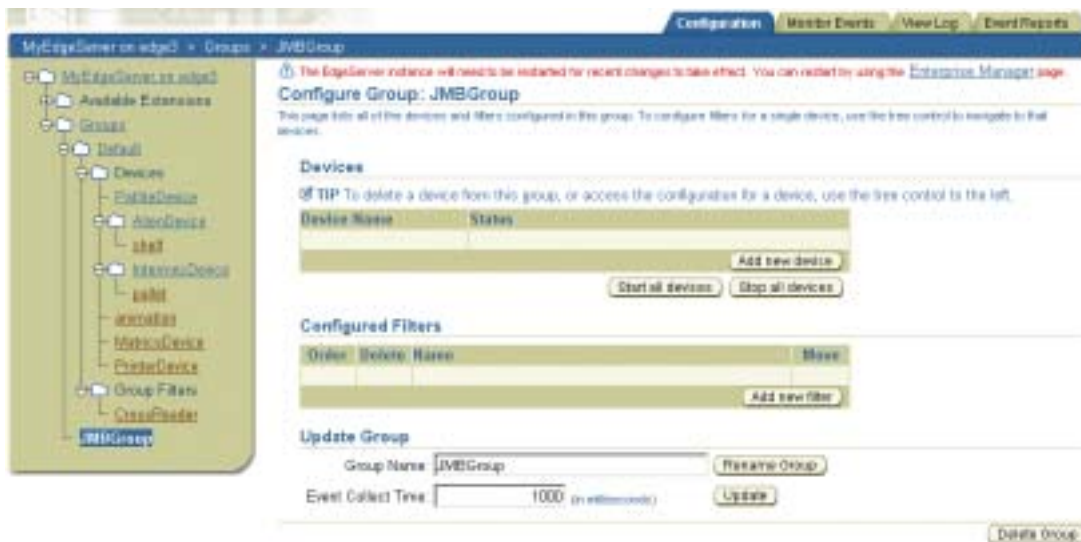 Configuration Monitor Events View Log Event Reports
MyEdgeServer on edge3 > Groups > JMBGroup
MyEdgeServer on edge3
Available Extensions
Groups
Default
Devices
PatliteDevice
AlienDevice
shelf
IntermecDevice
pallet
animation
MatricsDevice
PrinterDevice
Group Filters
CrossReader
JMBGroup
The EdgeServer instance will need to be restarted for recent changes to take effect. You can restart by using the Enterprise Manager page.
Configure Group: JMBGroup
This page lists all of the devices and filters configured in this group. To configure filters for a single device, use the tree control to navigate to that
devices.
Devices
TIP To delete a device from this group, or access the configuration for a device, use the tree control to the left.
Device Name Status
Add new device
Start all devices Stop all devices
Configured Filters
Order Delete Name Move
Add new filter
Update Group
Group Name JMBGroup Rename Group
Event Collect Time 1000 (in milliseconds) Update
Delete Group